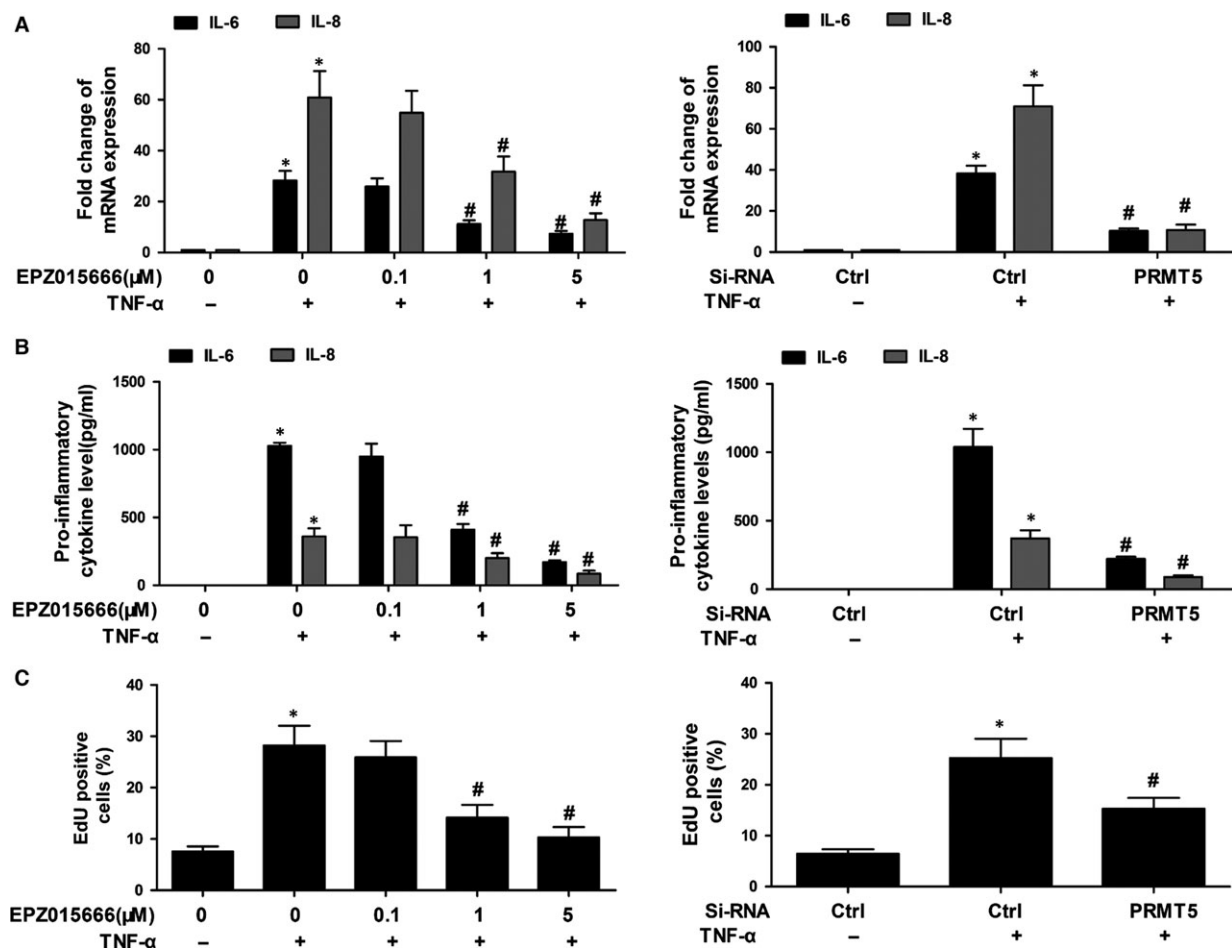 A
IL-6 IL-8
Fold change of
mRNA expression
80
60
40
20
0
* * # # # #
EPZ015666(µM) 0 0 0.1 1 5
TNF-α – + + + +
Fold change of
mRNA expression
100
80
60
40
20
0
* * # #
Si-RNA Ctrl Ctrl PRMT5
TNF-α – + +
B
IL-6 IL-8
Pro-inflammatory
cytokine level(pg/ml)
1500
1000
500
0
* * # # # #
EPZ015666(µM) 0 0 0.1 1 5
TNF-α – + + + +
IL-6 IL-8
Pro-inflammatory
cytokine levels (pg/ml)
1500
1000
500
0
* * # #
Si-RNA Ctrl Ctrl PRMT5
TNF-α – + +
C
EdU positive
cells (%)
40
30
20
10
0
* # #
EPZ015666(µM) 0 0 0.1 1 5
TNF-α – + + + +
EdU positive
cells (%)
40
30
20
10
0
* #
Si-RNA Ctrl Ctrl PRMT5
TNF-α – + +